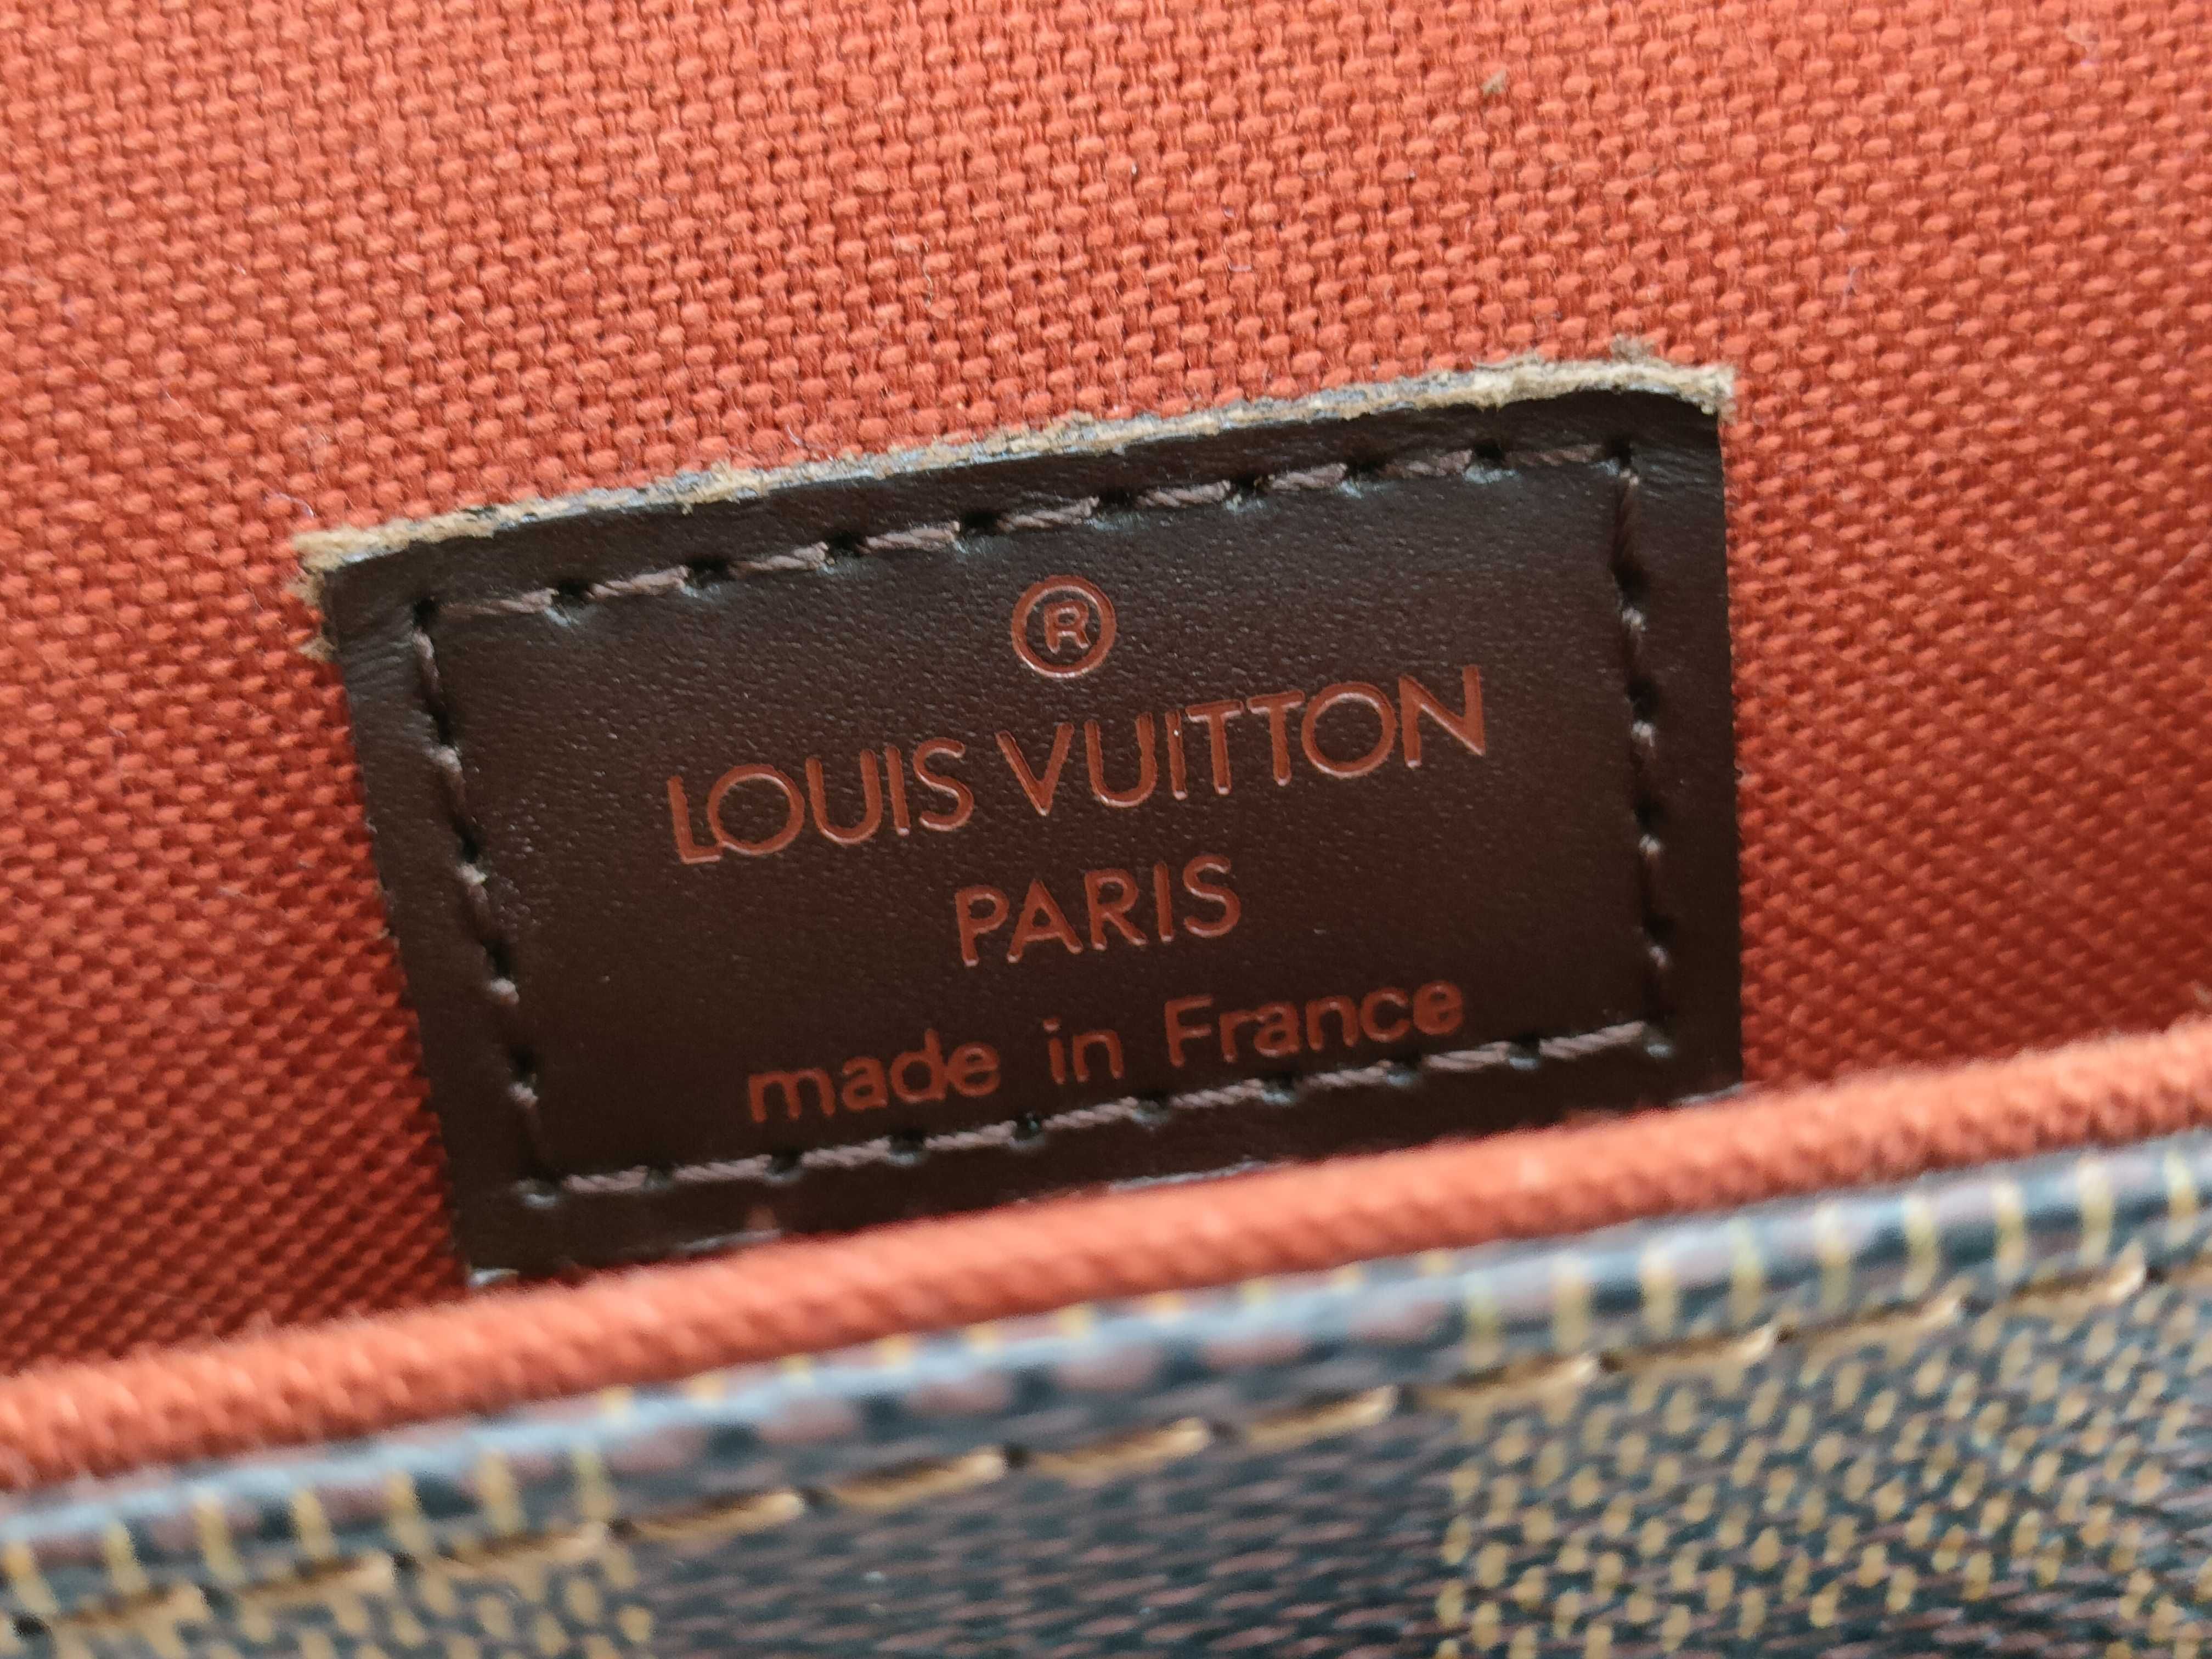 ®
LOUIS VUITTON
PARIS
made in France